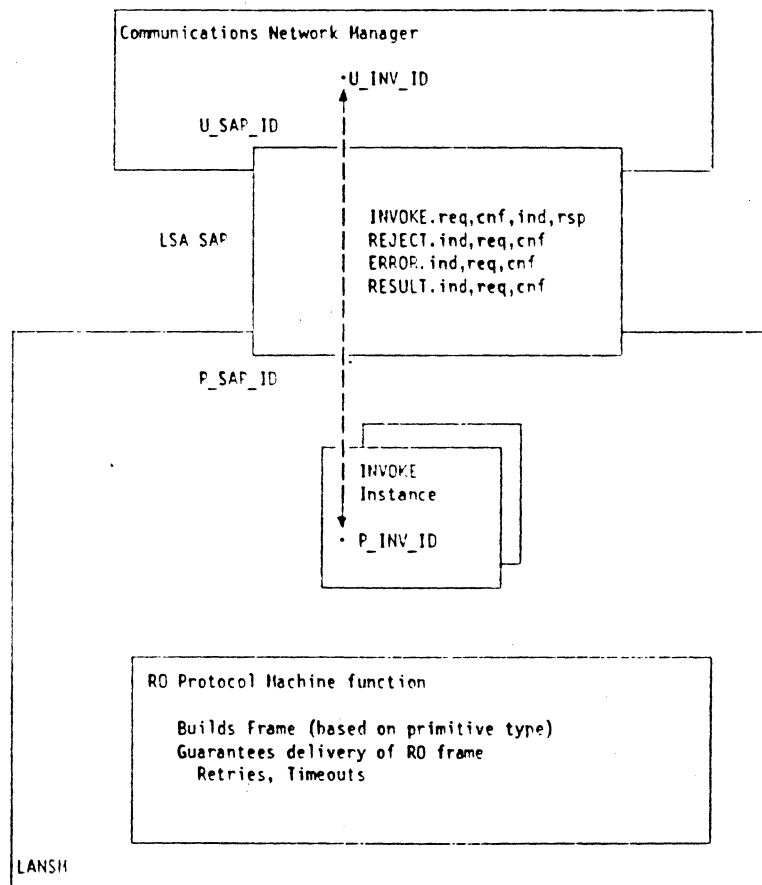 Communications Network Manager
U_INV_ID
U_SAP_ID
INVOKE.req,cnf,ind,rsp
LSA SAP
REJECT.ind,req,cnf
ERROR.ind,req,cnf
RESULT.ind,req,cnf
P_SAP_ID
INVOKE
Instance
P_INV_ID
RO Protocol Machine function
Builds Frame (based on primitive type)
Guarantees delivery of RO frame
Retries, Timeouts
LANSM